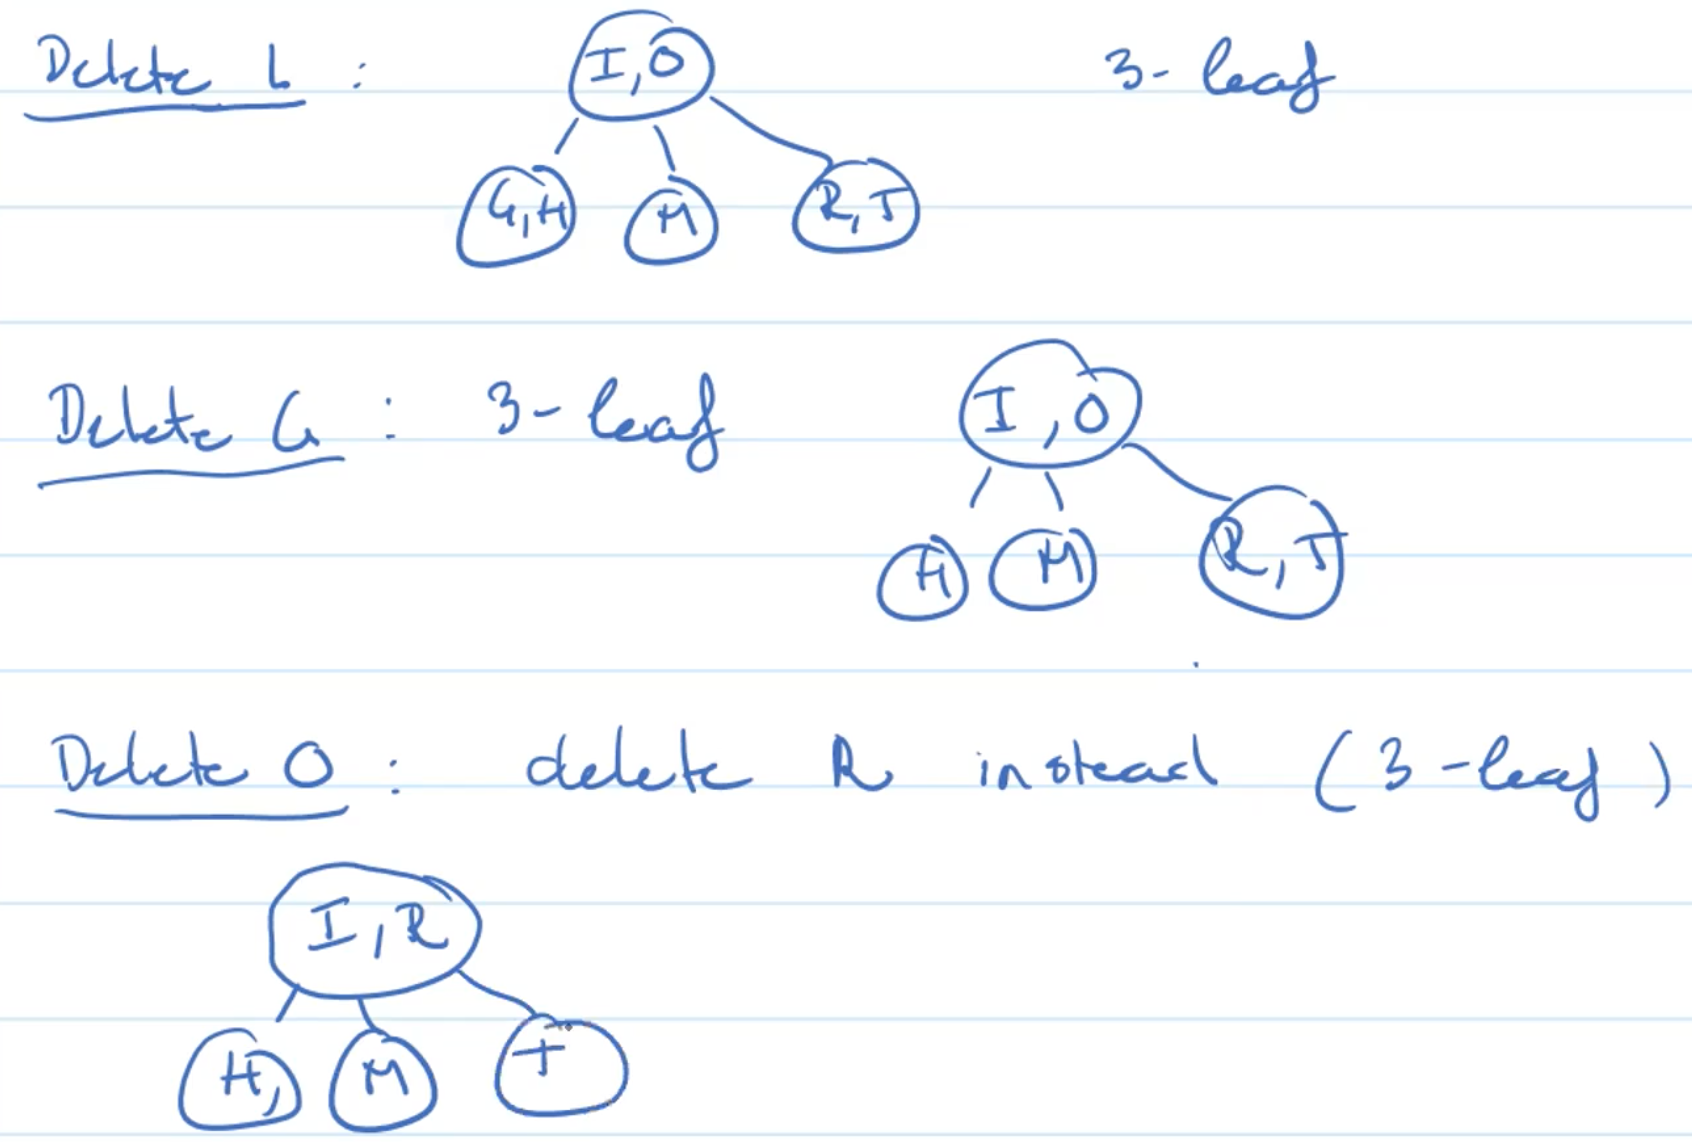 Delete L : I, O 3-leaf
G, H M R, T
Delete G : 3-leaf I, O
H M R, T
Delete O : delete R instead (3-leaf)
I, R
H, M T